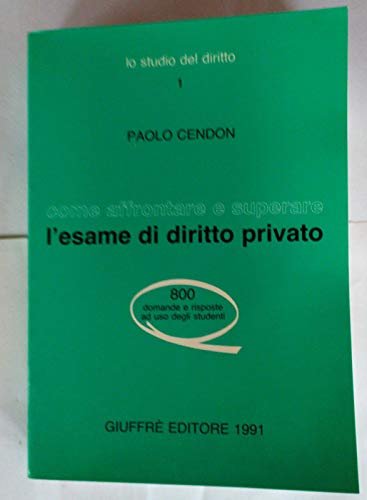 lo studio del diritto
1
PAOLO CENDON
come affrontare e superare
l'esame di diritto privato
800
domande e risposte
ad uso degli studenti
GIUFFRÈ EDITORE 1991